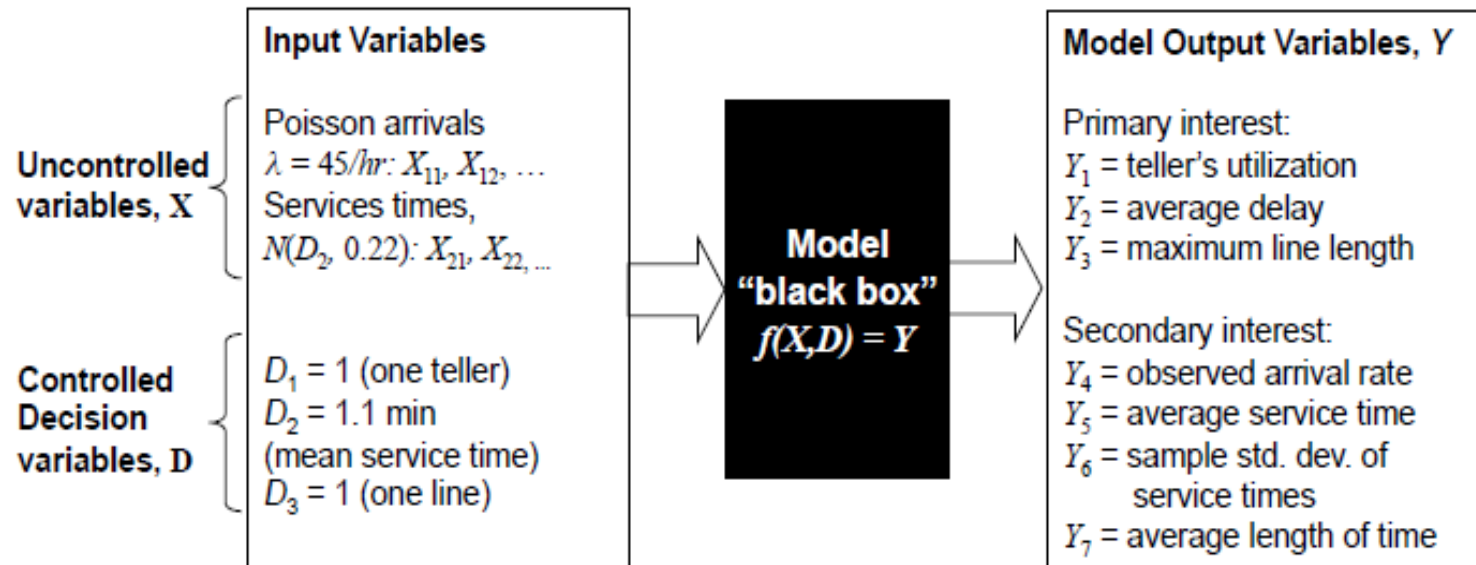 Uncontrolled
variables, X
Controlled
Decision
variables, D
Input Variables
Poisson arrivals
λ = 45/hr: X₁₁, X₁₂, …
Services times,
N(D₂, 0.22): X₂₁, X₂₂, ...
D₁ = 1 (one teller)
D₂ = 1.1 min
(mean service time)
D₃ = 1 (one line)
Model
“black box”
f(X,D) = Y
Model Output Variables, Y
Primary interest:
Y₁ = teller’s utilization
Y₂ = average delay
Y₃ = maximum line length
Secondary interest:
Y₄ = observed arrival rate
Y₅ = average service time
Y₆ = sample std. dev. of
service times
Y₇ = average length of time